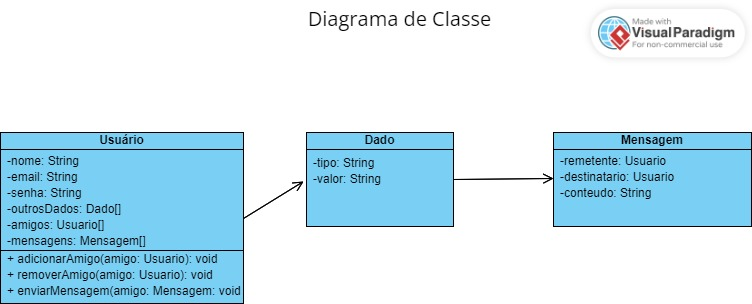 Diagrama de Classe
Made with
VisualParadigm
For non-commercial use
Usuário
-nome: String
-email: String
-senha: String
-outrosDados: Dado[]
-amigos: Usuario[]
-mensagens: Mensagem[]
+ adicionarAmigo(amigo: Usuario): void
+ removerAmigo(amigo: Usuario): void
+ enviarMensagem(amigo: Mensagem: void
Dado
-tipo: String
-valor: String
Mensagem
-remetente: Usuario
-destinatario: Usuario
-conteudo: String